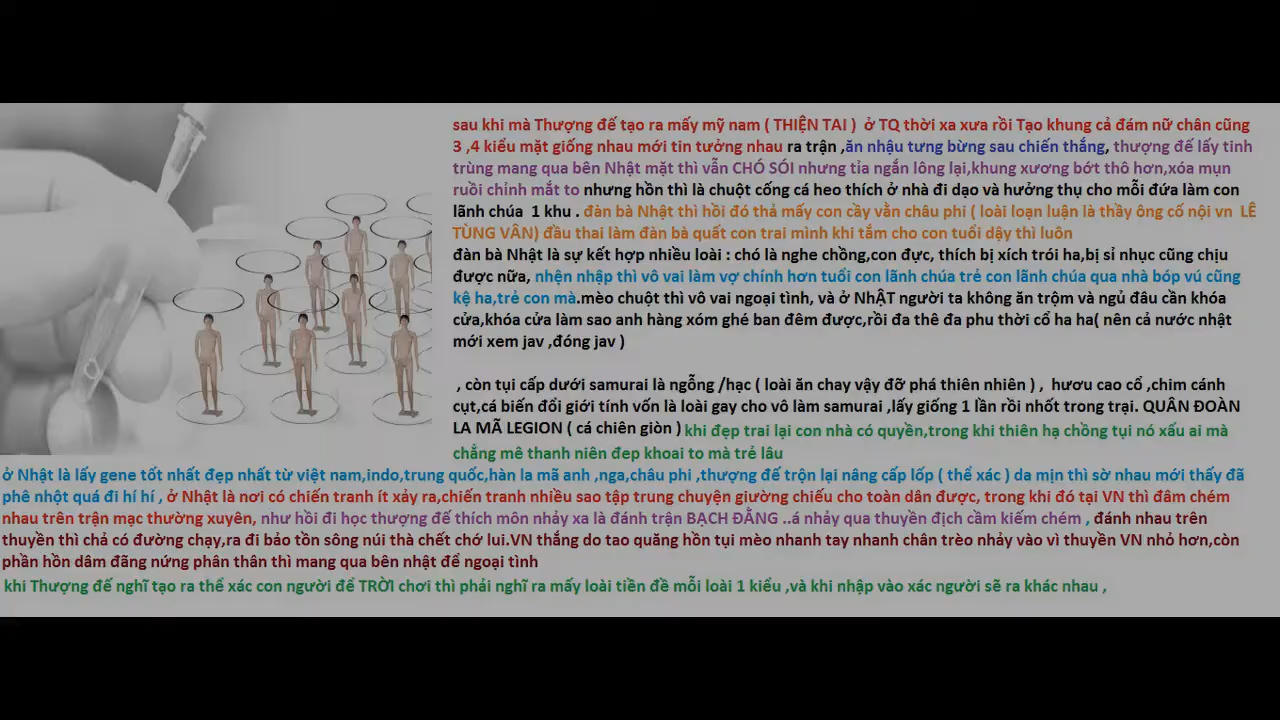 sau khi mà Thượng đế tạo ra mấy mỹ nam ( THIỆN TAI )  ở TQ thời xa xưa rồi Tạo khung cả đám nữ chân cũng
3 ,4 kiểu mặt giống nhau mới tin tưởng nhau ra trận ,ăn nhậu tưng bừng sau chiến thắng, thượng đế lấy tinh
trùng mang qua bên Nhật mặt thì vẫn CHÓ SÓI nhưng tỉa ngắn lông lại,khung xương bớt thô hơn,xóa mụn
ruồi chỉnh mắt to nhưng hồn thì là chuột cống cá heo thích ở nhà đi dạo và hưởng thụ cho mỗi đứa làm con
lãnh chúa  1 khu . đàn bà Nhật thì hồi đó thả mấy con cầy vằn châu phi ( loài loạn luận là thầy ông cố nội vn  LÊ
TÙNG VÂN) đầu thai làm đàn bà quất con trai mình khi tắm cho con tuổi dậy thì luôn
đàn bà Nhật là sự kết hợp nhiều loài : chó là nghe chồng,con đực, thích bị xích trói ha,bị sỉ nhục cũng chịu
được nữa, nhện nhập thì vô vai làm vợ chính hơn tuổi con lãnh chúa trẻ con lãnh chúa qua nhà bóp vú cũng
kệ ha,trẻ con mà.mèo chuột thì vô vai ngoại tình, và ở NhẬT người ta không ăn trộm và ngủ đâu cần khóa
cửa,khóa cửa làm sao anh hàng xóm ghé ban đêm được,rồi đa thê đa phu thời cổ ha ha( nên cả nước nhật
mới xem jav ,đóng jav )
, còn tụi cấp dưới samurai là ngỗng /hạc ( loài ăn chay vậy đỡ phá thiên nhiên ) ,  hươu cao cổ ,chim cánh
cụt,cá biến đổi giới tính vốn là loài gay cho vô làm samurai ,lấy giống 1 lần rồi nhốt trong trại. QUÂN ĐOÀN
LA MÃ LEGION ( cá chiên giòn ) khi đẹp trai lại con nhà có quyền,trong khi thiên hạ chồng tụi nó xấu ai mà
chẳng mê thanh niên đẹp khoai to mà trẻ lâu
ở Nhật là lấy gene tốt nhất đẹp nhất từ việt nam,indo,trung quốc,hàn la mã anh ,nga,châu phi ,thượng đế trộn lại nâng cấp lốp ( thể xác ) da mịn thì sờ nhau mới thấy đã
phê nhột quá đi hí hí , ở Nhật là nơi có chiến tranh ít xảy ra,chiến tranh nhiều sao tập trung chuyện giường chiếu cho toàn dân được, trong khi đó tại VN thì đâm chém
nhau trên trận mạc thường xuyên, như hồi đi học thượng đế thích môn nhảy xa là đánh trận BẠCH ĐẰNG ..á nhảy qua thuyền địch cầm kiếm chém , đánh nhau trên
thuyền thì chả có đường chạy,ra đi bảo tồn sông núi thà chết chớ lui.VN thắng do tao quăng hồn tụi mèo nhanh tay nhanh chân trèo nhảy vào vì thuyền VN nhỏ hơn,còn
phần hồn dâm đãng nứng phân thân thì mang qua bên nhật để ngoại tình
khi Thượng đế nghĩ tạo ra thể xác con người để TRỜI chơi thì phải nghĩ ra mấy loài tiền đề mỗi loài 1 kiểu ,và khi nhập vào xác người sẽ ra khác nhau ,